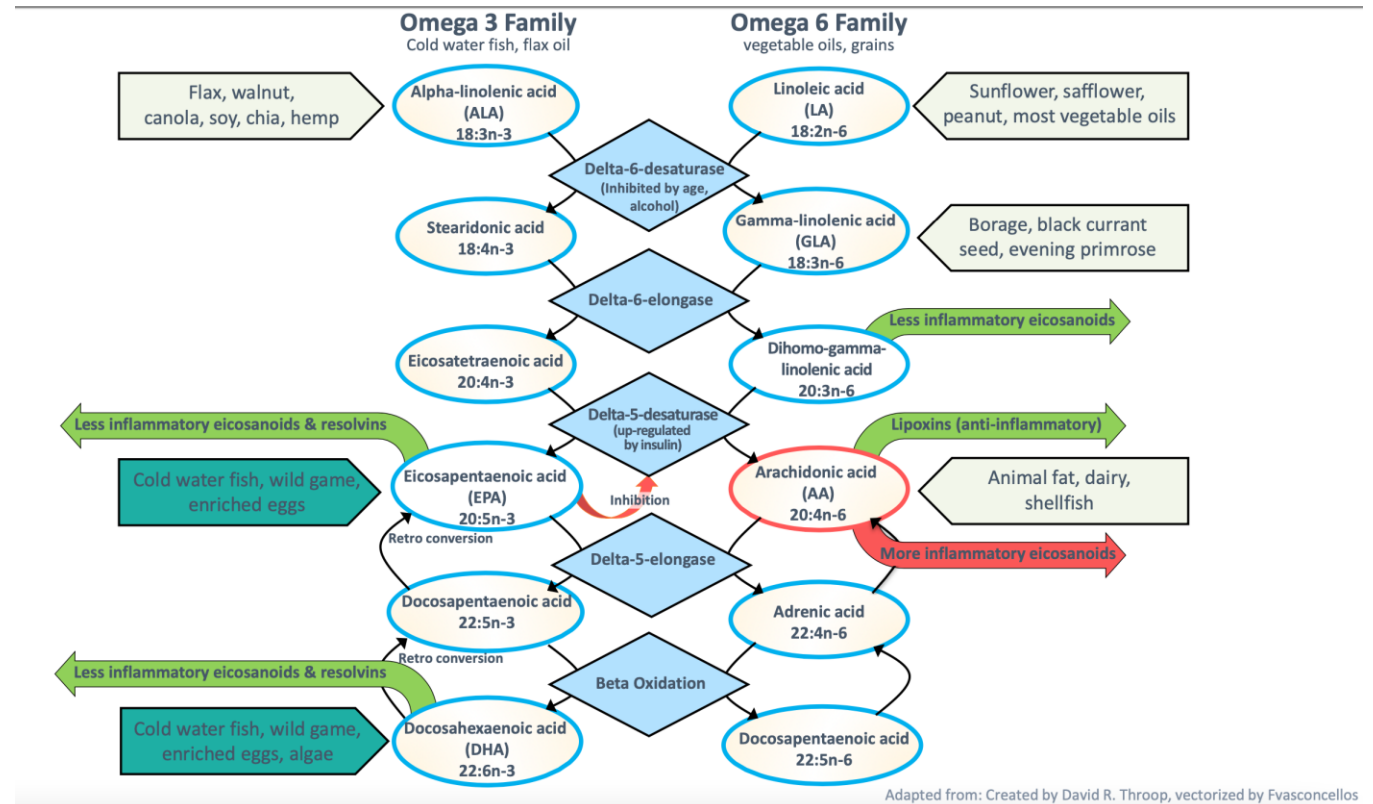 Omega 3 Family
Cold water fish, flax oil
Omega 6 Family
vegetable oils, grains
Flax, walnut,
canola, soy, chia, hemp
Alpha-linolenic acid
(ALA)
18:3n-3
Linoleic acid
(LA)
18:2n-6
Sunflower, safflower,
peanut, most vegetable oils
Delta-6-desaturase
(Inhibited by age,
alcohol)
Stearidonic acid
18:4n-3
Gamma-linolenic acid
(GLA)
18:3n-6
Borage, black currant
seed, evening primrose
Delta-6-elongase
Less inflammatory eicosanoids
Eicosatetraenoic acid
20:4n-3
Dihomo-gamma-
linolenic acid
20:3n-6
Delta-5-desaturase
(up-regulated
by insulin)
Less inflammatory eicosanoids & resolvins
Lipoxins (anti-inflammatory)
Cold water fish, wild game,
enriched eggs
Eicosapentaenoic acid
(EPA)
20:5n-3
Inhibition
Arachidonic acid
(AA)
20:4n-6
Animal fat, dairy,
shellfish
Retro conversion
More inflammatory eicosanoids
Delta-5-elongase
Docosapentaenoic acid
22:5n-3
Adrenic acid
22:4n-6
Retro conversion
Less inflammatory eicosanoids & resolvins
Beta Oxidation
Cold water fish, wild game,
enriched eggs, algae
Docosahexaenoic acid
(DHA)
22:6n-3
Docosapentaenoic acid
22:5n-6
Adapted from: Created by David R. Throop, vectorized by Fvasconcellos